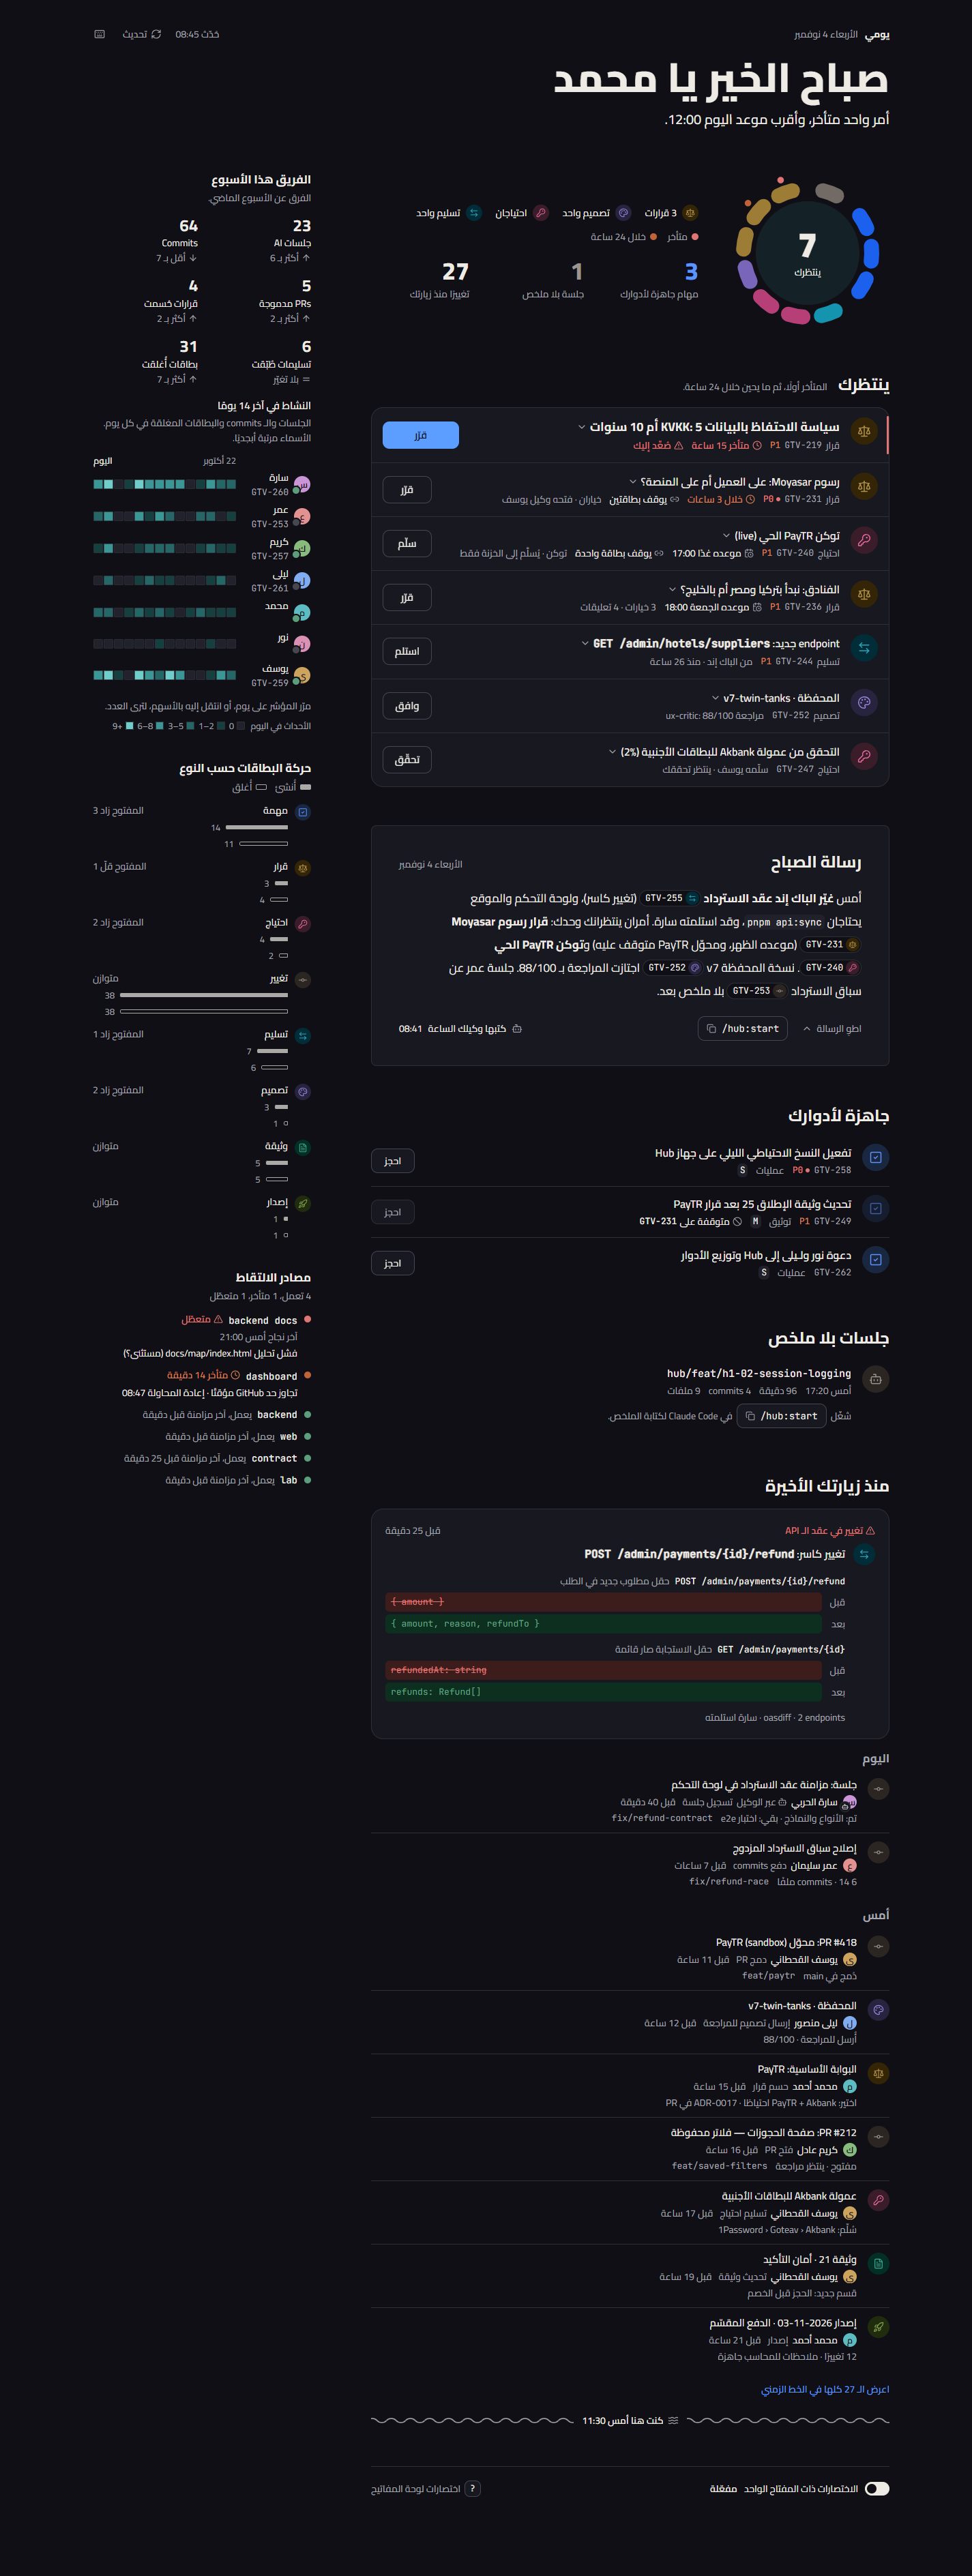 يومي الأربعاء 4 نوفمبر
حُدّث 08:45 تحديث
صباح الخير يا محمد
أمر واحد متأخر، وأقرب موعد اليوم 12:00.
7
ينتظرك
3 قرارات تصميم واحد احتياجان تسليم واحد
متأخر خلال 24 ساعة
3
مهام جاهزة لأدوارك
1
جلسة بلا ملخص
27
تغييرًا منذ زيارتك
ينتظرك المتأخر أولًا، ثم ما يحين خلال 24 ساعة.
سياسة الاحتفاظ بالبيانات KVKK: 5 أم 10 سنوات
قرار GTV-219 P1 متأخر 15 ساعة صُعّد إليك
قرّر
رسوم Moyasar: على العميل أم على المنصة؟
قرار GTV-231 P0 خلال 3 ساعات يوقف بطاقتين خياران · فتحه وكيل يوسف
قرّر
توكن PayTR الحي (live)
احتياج GTV-240 P1 موعده غدًا 17:00 يوقف بطاقة واحدة توكن · يُسلَّم إلى الخزنة فقط
سلّم
الفنادق: نبدأ بتركيا ومصر أم بالخليج؟
قرار GTV-236 P1 موعده الجمعة 18:00 3 خيارات · 4 تعليقات
قرّر
endpoint جديد: GET /admin/hotels/suppliers
تسليم GTV-244 P1 من الباك إند · منذ 26 ساعة
استلم
المحفظة · v7-twin-tanks
تصميم GTV-252 مراجعة ux-critic: 88/100
وافق
التحقق من عمولة Akbank للبطاقات الأجنبية (2%)
احتياج GTV-247 سلّمه يوسف · ينتظر تحققك
تحقّق
رسالة الصباح
الأربعاء 4 نوفمبر
أمس غيّر الباك إند عقد الاسترداد GTV-255 (تغيير كاسر)، ولوحة التحكم والموقع
يحتاجان pnpm api:sync، وقد استلمته سارة. أمران ينتظرانك وحدك: قرار رسوم Moyasar
GTV-231 (موعده الظهر، ومحوّل PayTR متوقف عليه) وتوكن PayTR الحي
GTV-240. نسخة المحفظة v7 GTV-252 اجتازت المراجعة بـ 88/100. جلسة عمر عن
سباق الاسترداد GTV-253 بلا ملخص بعد.
اطوِ الرسالة /hub:start
كتبها وكيلك الساعة 08:41
جاهزة لأدوارك
تفعيل النسخ الاحتياطي الليلي على جهاز Hub
GTV-258 P0 عمليات S
احجز
تحديث وثيقة الإطلاق 25 بعد قرار PayTR
GTV-249 P1 توثيق M متوقفة على GTV-231
احجز
دعوة نور وليلى إلى Hub وتوزيع الأدوار
GTV-262 عمليات S
احجز
جلسات بلا ملخص
hub/feat/h1-02-session-logging
أمس 17:20 96 دقيقة 4 commits 9 ملفات
شغّل /hub:start في Claude Code لكتابة الملخص.
منذ زيارتك الأخيرة
تغيير في عقد الـ API
قبل 25 دقيقة
تغيير كاسر: POST /admin/payments/{id}/refund
POST /admin/payments/{id}/refund حقل مطلوب جديد في الطلب
قبل { amount }
بعد { amount, reason, refundTo }
GET /admin/payments/{id} حقل الاستجابة صار قائمة
قبل refundedAt: string
بعد refunds: Refund[]
oasdiff · 2 endpoints · سارة استلمته
اليوم
جلسة: مزامنة عقد الاسترداد في لوحة التحكم
سارة الحربي عبر الوكيل تسجيل جلسة قبل 40 دقيقة
تم: الأنواع والنماذج · بقي: اختبار e2e fix/refund-contract
إصلاح سباق الاسترداد المزدوج
عمر سليمان دفع commits قبل 7 ساعات
6 commits · 14 ملفًا fix/refund-race
أمس
PR #418: محوّل PayTR (sandbox)
يوسف القحطاني دمج PR قبل 11 ساعة
دُمج في main feat/paytr
المحفظة · v7-twin-tanks
ليلى منصور إرسال تصميم للمراجعة قبل 12 ساعة
أُرسل للمراجعة · 88/100
البوابة الأساسية: PayTR
محمد أحمد حسم قرار قبل 15 ساعة
اختير: PayTR + Akbank احتياطًا · ADR-0017 في PR
PR #212: صفحة الحجوزات — فلاتر محفوظة
كريم عادل فتح PR قبل 16 ساعة
مفتوح · ينتظر مراجعة feat/saved-filters
عمولة Akbank للبطاقات الأجنبية
يوسف القحطاني تسليم احتياج قبل 17 ساعة
سُلّم: 1Password › Goteav › Akbank
وثيقة 21 · أمان التأكيد
يوسف القحطاني تحديث وثيقة قبل 19 ساعة
قسم جديد: الحجز قبل الخصم
إصدار 2026-11-03 · الدفع المقسّم
محمد أحمد إصدار قبل 21 ساعة
12 تغييرًا · ملاحظات للمحاسب جاهزة
اعرض الـ 27 كلها في الخط الزمني
كنت هنا أمس 11:30
الاختصارات ذات المفتاح الواحد مفعّلة
? اختصارات لوحة المفاتيح
الفريق هذا الأسبوع
الفرق عن الأسبوع الماضي.
23
جلسات AI
أكثر بـ 6
64
Commits
أقل بـ 7
5
PRs مدموجة
أكثر بـ 2
4
قرارات حُسمت
أكثر بـ 2
6
تسليمات طُبّقت
بلا تغيّر
31
بطاقات أُغلقت
أكثر بـ 7
النشاط في آخر 14 يومًا
الجلسات والـ commits والبطاقات المغلقة في كل يوم.
الأسماء مرتبة أبجديًا.
22 أكتوبر اليوم
س سارة
GTV-260
ع عمر
GTV-253
ك كريم
GTV-257
ل ليلى
GTV-261
م محمد
ن نور
ي يوسف
GTV-259
مرّر المؤشر على يوم، أو انتقل إليه بالأسهم، لترى العدد.
الأحداث في اليوم 0 1–2 3–5 6–8 9+
حركة البطاقات حسب النوع
أُنشئ أُغلق
مهمة المفتوح زاد 3
14
11
قرار المفتوح قلّ 1
3
4
احتياج المفتوح زاد 2
4
2
تغيير متوازن
38
38
تسليم المفتوح زاد 1
7
6
تصميم المفتوح زاد 2
3
1
وثيقة متوازن
5
5
إصدار متوازن
1
1
مصادر الالتقاط
4 تعمل، 1 متأخر، 1 متعطّل
backend docs متعطّل
آخر نجاح أمس 21:00
فشل تحليل docs/map/index.html (مستثنى؟)
dashboard متأخر 14 دقيقة
تجاوز حد GitHub مؤقتًا · إعادة المحاولة 08:47
backend يعمل، آخر مزامنة قبل دقيقة
web يعمل، آخر مزامنة قبل دقيقة
contract يعمل، آخر مزامنة قبل 25 دقيقة
lab يعمل، آخر مزامنة قبل دقيقة